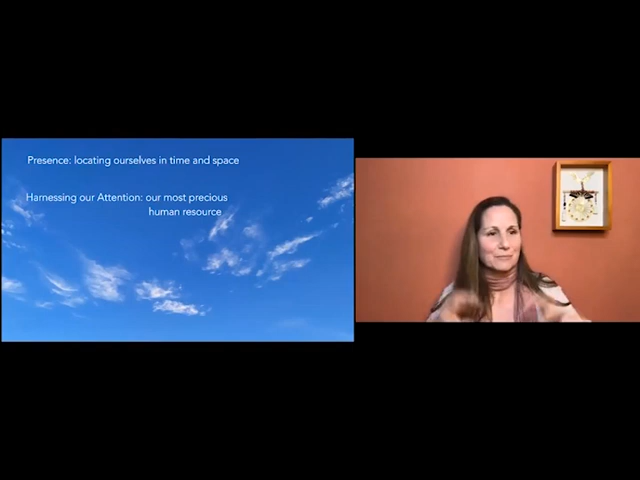 Presence: locating ourselves in time and space
Harnessing our Attention: our most precious
human resource